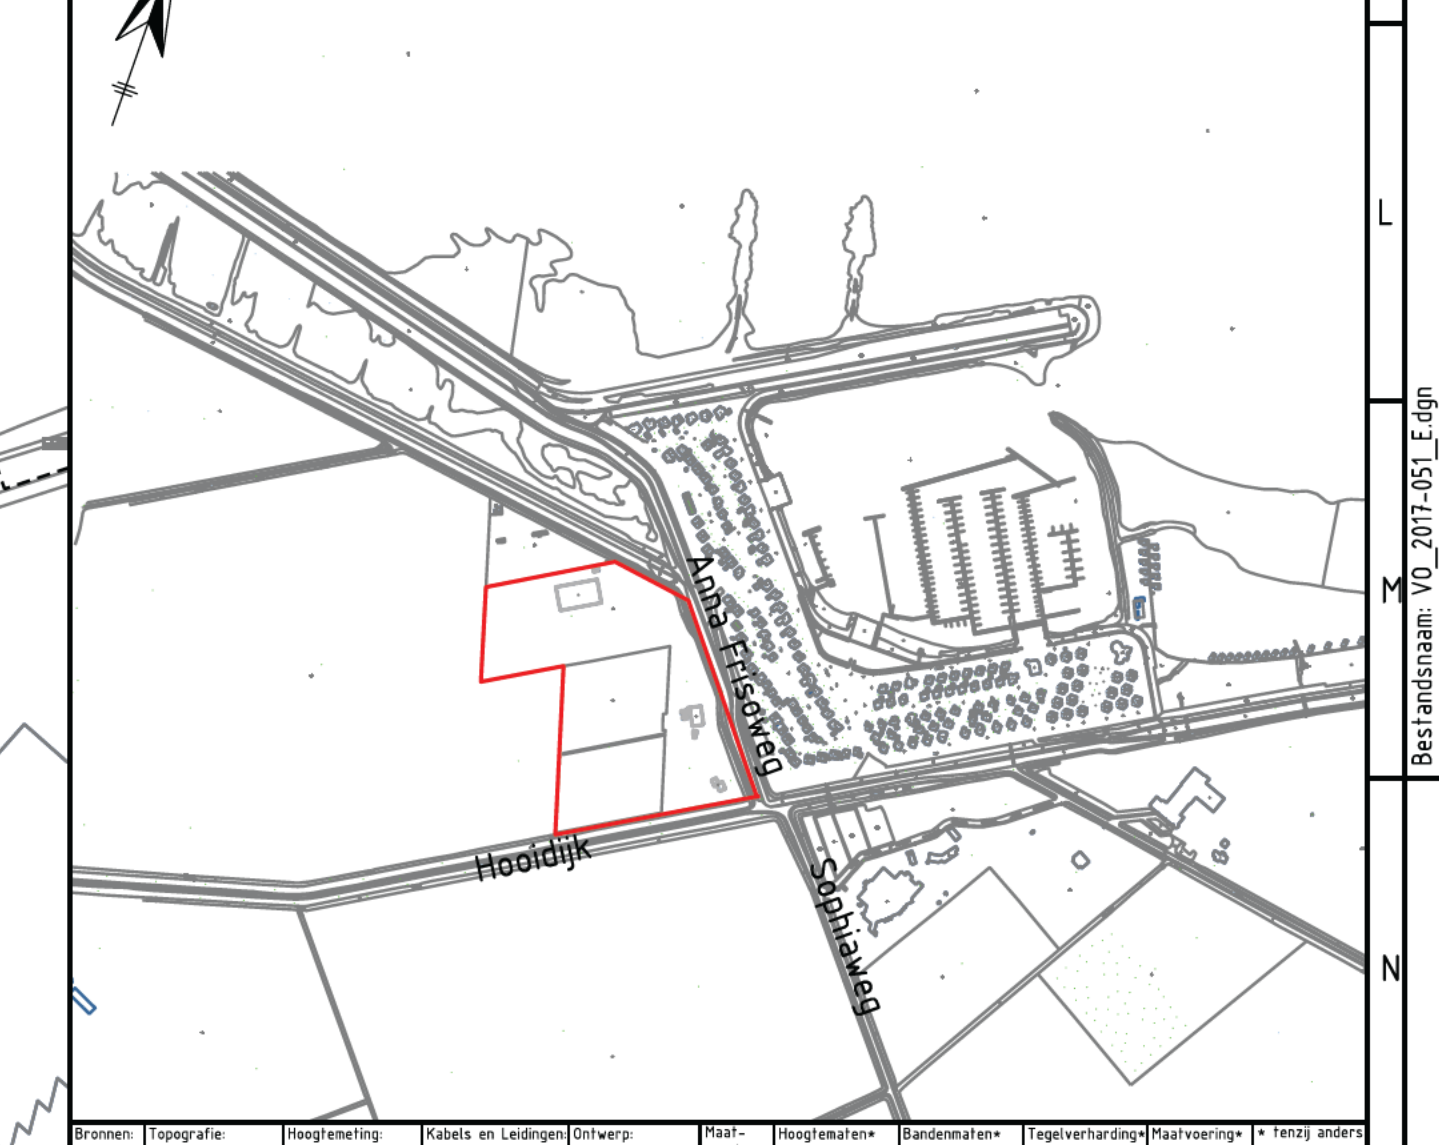 L
M
N
Bestandsnaam: VO_2017-051_E.dgn
Anna Frisoweg
Hooidijk
Sophiaweg
Bronnen: Topografie: Hoogtemeting: Kabels en Leidingen: Ontwerp: Maat- Hoogtematen* Bandenmaten* Tegelverharding* Maatvoering* * tenzij anders